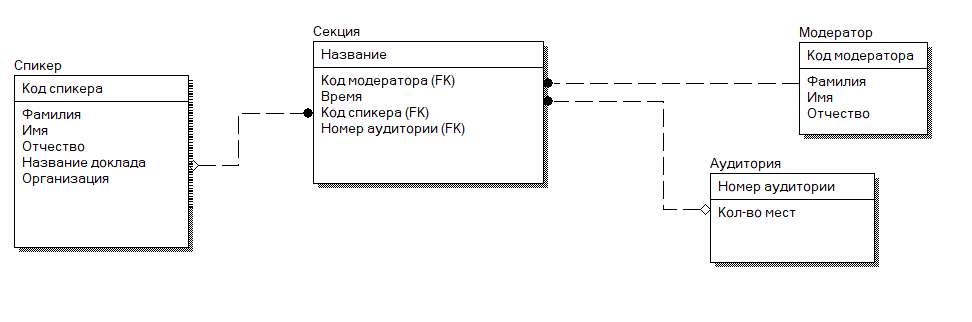 Спикер
Код спикера
Фамилия
Имя
Отчество
Название доклада
Организация
Секция
Название
Код модератора (FK)
Время
Код спикера (FK)
Номер аудитории (FK)
Модератор
Код модератора
Фамилия
Имя
Отчество
Аудитория
Номер аудитории
Кол-во мест